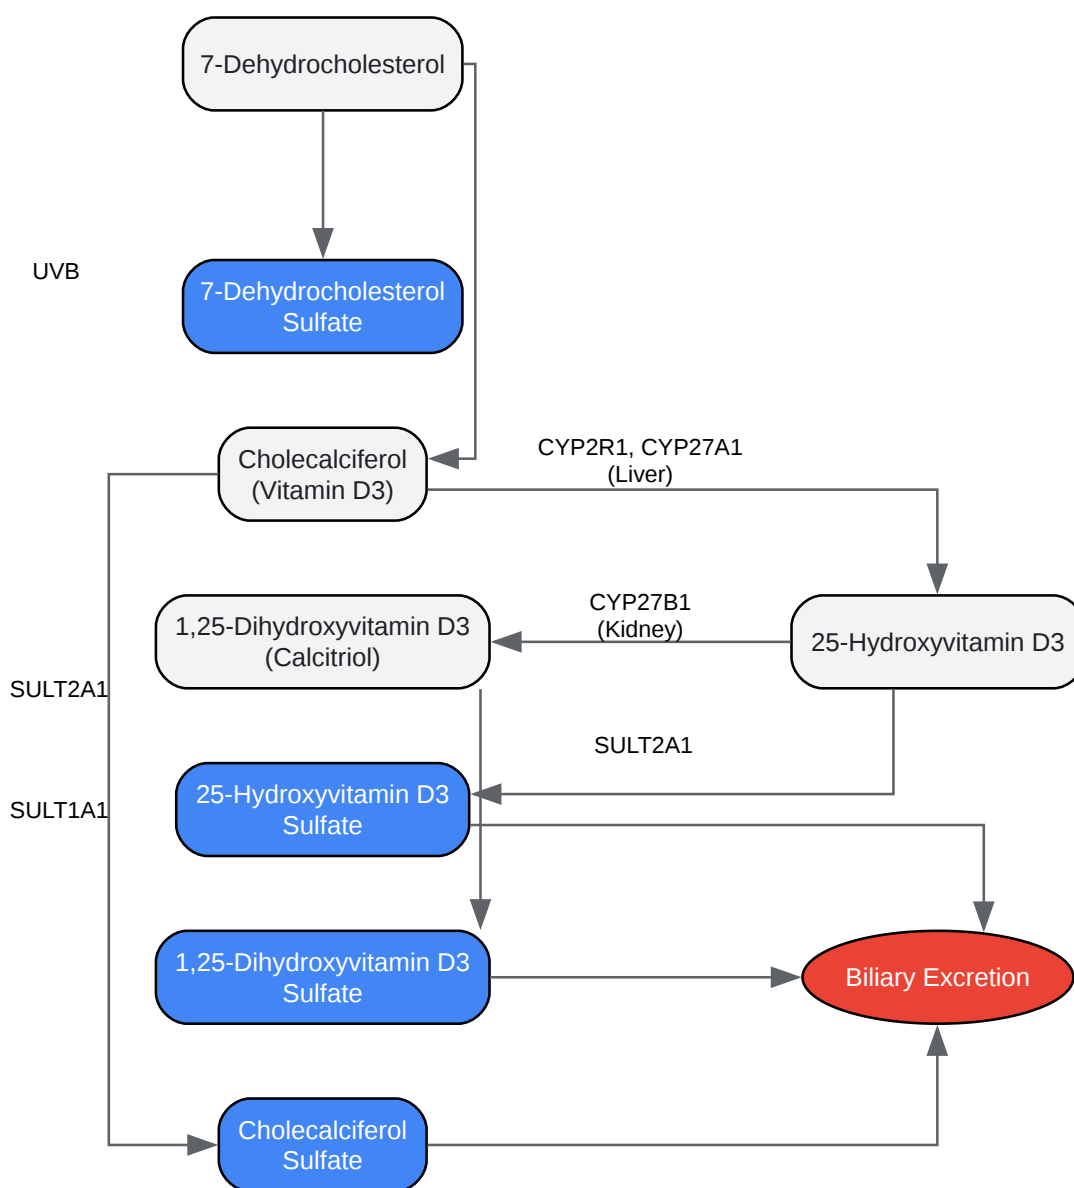 7-Dehydrocholesterol
UVB
7-Dehydrocholesterol
Sulfate
Cholecalciferol
(Vitamin D3)
CYP2R1, CYP27A1
(Liver)
1,25-Dihydroxyvitamin D3
(Calcitriol)
CYP27B1
(Kidney)
25-Hydroxyvitamin D3
SULT2A1
SULT2A1
25-Hydroxyvitamin D3
Sulfate
SULT1A1
1,25-Dihydroxyvitamin D3
Sulfate
Biliary Excretion
Cholecalciferol
Sulfate